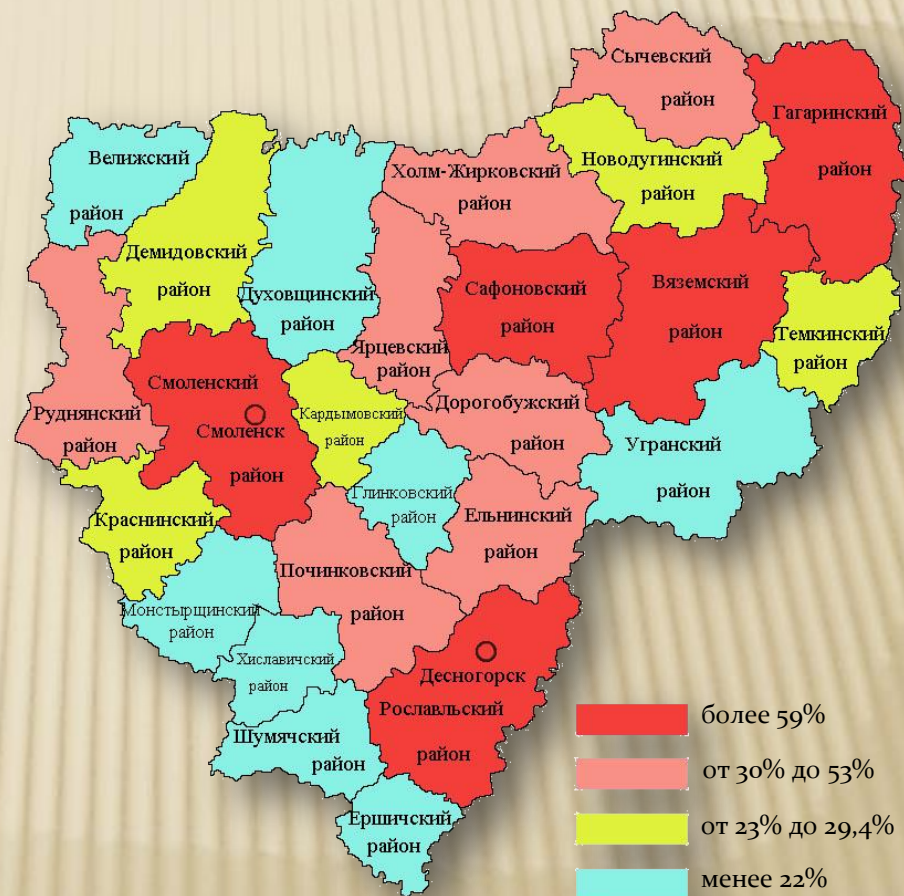 Сычевский
район
Гагаринский
район
Велижский
район
Холм-Жирковский
район
Новодугинский
район
Демидовский
район
Духовщинский
район
Сафоновский
район
Вяземский
район
Темкинский
район
Ярцевский
район
Смоленский
Смоленск
район
Кардымовский
район
Дорогобужский
район
Руднянский
район
Угранский
район
Глинковский
район
Ельнинский
район
Краснинский
район
Починковский
район
Монстырщинский
район
Хиславичский
район
Десногорск
Рославльский
район
Шумячский
район
Ершичский
район
более 59%
от 30% до 53%
от 23% до 29,4%
менее 22%